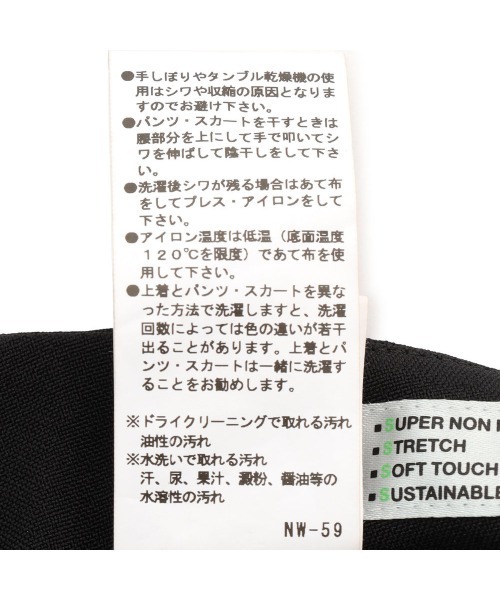 ●手しぼりやタンブル乾燥機の使
用はシワや収縮の原因となりま
すのでお避け下さい。
●パンツ・スカートを干すときは
腰部分を上にして手で叩いてシ
ワを伸ばして陰干しをして下さ
い。
●洗濯後シワが残る場合はあて布
をしてプレス・アイロンをして
下さい。
●アイロン温度は低温（底面温度
120℃を限度）であて布を使
用して下さい。
●上着とパンツ・スカートを異な
った方法で洗濯しますと、洗濯
回数によっては色の違いが若干
出ることがあります。上着とパ
ンツ・スカートは一緒に洗濯す
ることをお勧めします。
※ドライクリーニングで取れる汚れ
油性の汚れ
※水洗いで取れる汚れ
汗、尿、果汁、澱粉、醤油等の
水溶性の汚れ
NW-59
▪SUPER NON
▪STRETCH
▪SOFT TOUCH
▪SUSTAINABLE